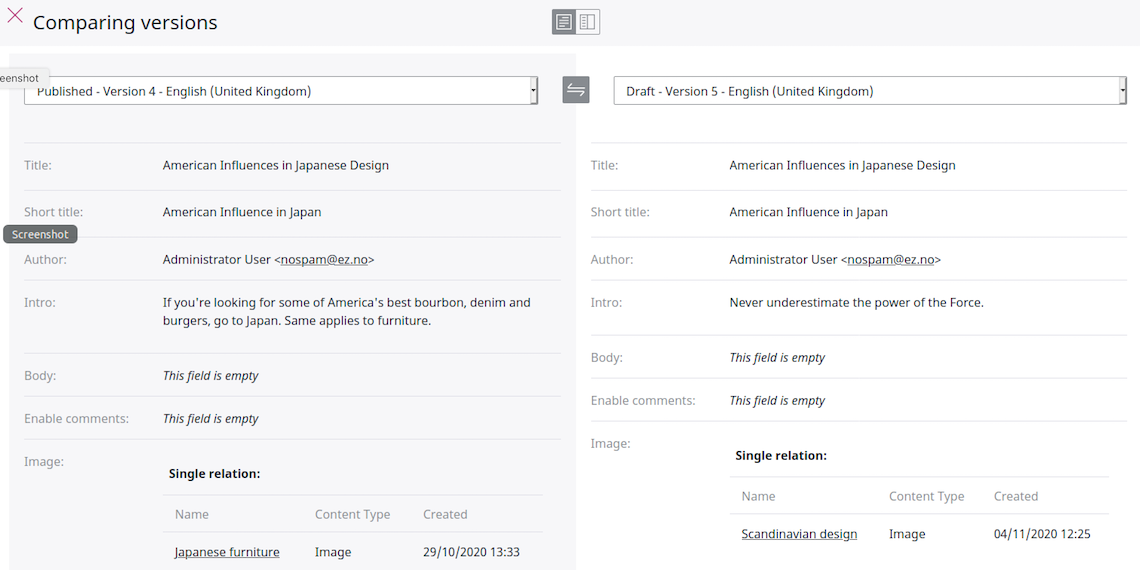 Comparing versions
eenshot
Published - Version 4 - English (United Kingdom)
Draft - Version 5 - English (United Kingdom)
Title: American Influences in Japanese Design
Short title: American Influence in Japan
Screenshot
Author: Administrator User <nospam@ez.no>
Intro: If you're looking for some of America's best bourbon, denim and
burgers, go to Japan. Same applies to furniture.
Body: This field is empty
Enable comments: This field is empty
Image:
Single relation:
Name Content Type Created
Japanese furniture Image 29/10/2020 13:33
Title: American Influences in Japanese Design
Short title: American Influence in Japan
Author: Administrator User <nospam@ez.no>
Intro: Never underestimate the power of the Force.
Body: This field is empty
Enable comments: This field is empty
Image:
Single relation:
Name Content Type Created
Scandinavian design Image 04/11/2020 12:25